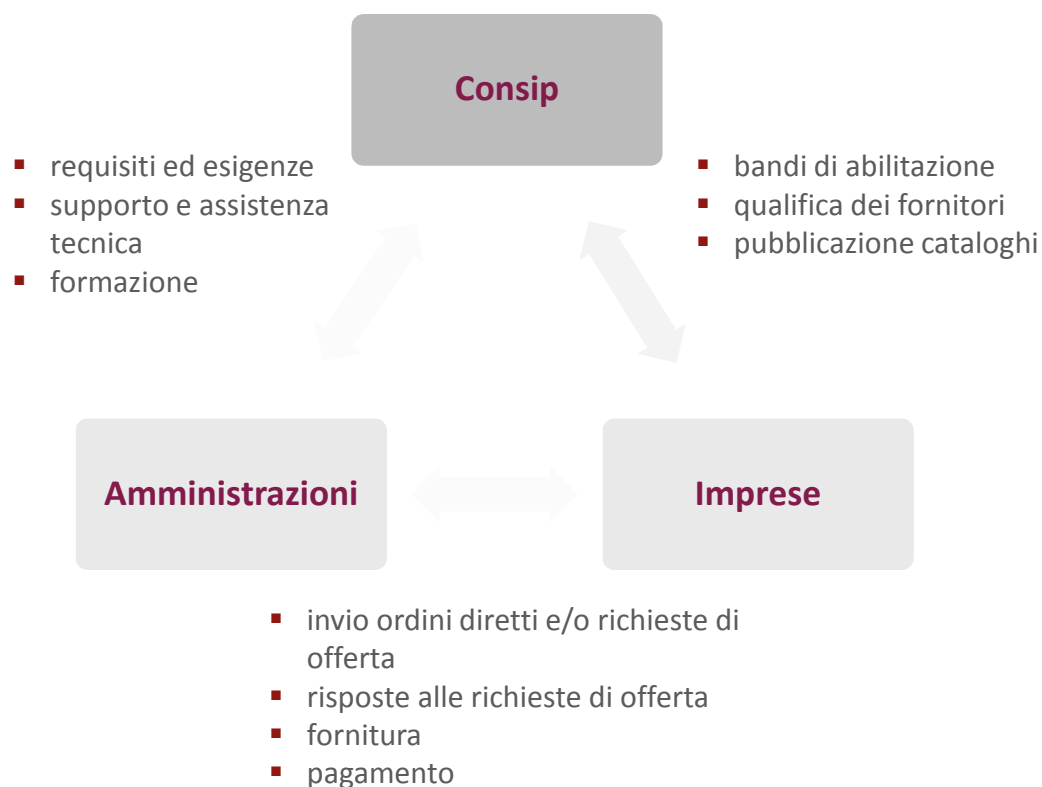 Consip
▪ requisiti ed esigenze
▪ supporto e assistenza
tecnica
▪ formazione
▪ bandi di abilitazione
▪ qualifica dei fornitori
▪ pubblicazione cataloghi
Amministrazioni
Imprese
▪ invio ordini diretti e/o richieste di
offerta
▪ risposte alle richieste di offerta
▪ fornitura
▪ pagamento